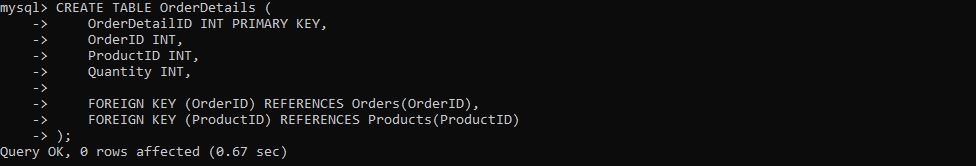 mysql> CREATE TABLE OrderDetails (
    ->     OrderDetailID INT PRIMARY KEY,
    ->     OrderID INT,
    ->     ProductID INT,
    ->     Quantity INT,
    ->
    ->     FOREIGN KEY (OrderID) REFERENCES Orders(OrderID),
    ->     FOREIGN KEY (ProductID) REFERENCES Products(ProductID)
    -> );
Query OK, 0 rows affected (0.67 sec)